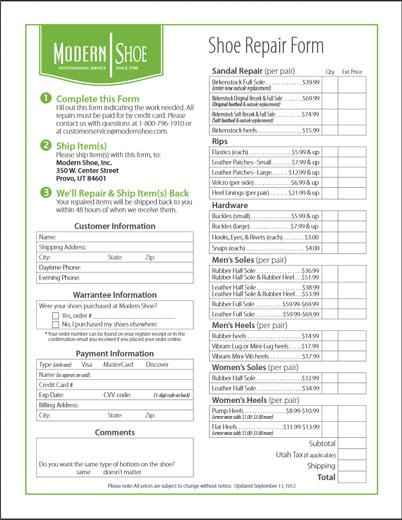 MODERN SHOE
OUTSTANDING SERVICE SINCE
Shoe Repair Form
1 Complete this Form
Fill out this form indicating the work needed. All
repairs must be paid for by credit card. Please
contact us with questions at 1-800-796-1910 or
at customerservice@modernshoe.com.
2 Ship Item(s)
Please ship item(s) with this form, to:
Modern Shoe, Inc.
350 W. Center Street
Provo, UT 84601
3 We'll Repair & Ship Item(s) Back
Your repaired items will be shipped back to you
within 48 hours of when we receive them.
Customer Information
Name:
Shipping Address:
City: State: Zip:
Daytime Phone:
Evening Phone:
Warrantee Information
Were your shoes purchased at Modern Shoe?
Yes, order #
No, I purchased my shoes elsewhere
* Your order number can be found on your register receipt or in the
confirmation email you received if you placed your order online.
Payment Information
Type (circle one): Visa MasterCard Discover
Name (as appears on card):
Credit Card #
Exp Date: CVV code: (3-digit code on back)
Billing Address:
City: State: Zip:
Comments
Do you want the same type of bottom on the shoe?
same doesn't matter
Sandal Repair (per pair) Qty Ext Price
Birkenstock Full Sole $39.99
(entire new outsole replacement)
Birkenstock Original Recork & Full Sole $69.99
(Original footbed & outsole replacement)
Birkenstock Soft Recork & Full Sole $74.99
(Soft footbed & outsole replacement)
Birkenstock heels $15.99
Rips
Elastics (each) $5.99 & up
Leather Patches--Small $7.99 & up
Leather Patches--Large $12.99 & up
Velcro (per side) $6.99 & up
Heel Linings (per pair) $21.99 & up
Hardware
Buckles (small) $5.99 & up
Buckles (large) $7.99 & up
Hooks, Eyes, & Rivets (each) $3.00
Snaps (each) $4.00
Men's Soles (per pair)
Rubber Half Sole $36.99
Rubber Half Sole & Rubber Heel $51.99
Leather Half Sole $38.99
Leather Half Sole & Rubber Heel $53.99
Rubber Full Sole $59.99-$69.99
Leather Full Sole $59.99-$69.99
Men's Heels (per pair)
Rubber heels $14.99
Vibram Lug or Mini-Lug heels $17.99
Vibram Mini-Vib heels $17.99
Women's Soles (per pair)
Rubber Half Sole $32.99
Leather Half Sole $34.99
Women's Heels (per pair)
Pump Heels $8.99-$10.99
(severe wear adds $1.00-$3.00 more)
Flat Heels $11.99-$13.99
(severe wear adds $1.00-$3.00 more)
Subtotal
Utah Tax (if applicable)
Shipping
Total
Please note: All prices are subject to change without notice. Updated September 13, 1012